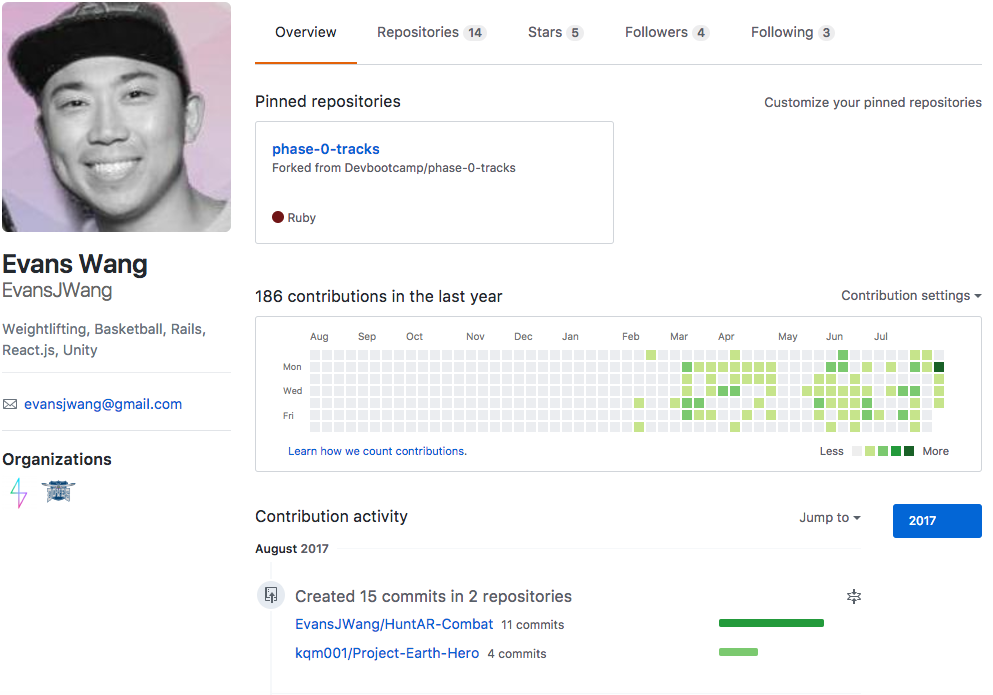 Overview Repositories 14 Stars 5 Followers 4 Following 3
Pinned repositories
Customize your pinned repositories
phase-0-tracks
Forked from Devbootcamp/phase-0-tracks
Ruby
Evans Wang
EvansJWang
Weightlifting, Basketball, Rails,
React.js, Unity
evansjwang@gmail.com
Organizations
186 contributions in the last year
Contribution settings
Aug Sep Oct Nov Dec Jan Feb Mar Apr May Jun Jul
Mon
Wed
Fri
Learn how we count contributions.
Less More
Contribution activity
Jump to
2017
August 2017
Created 15 commits in 2 repositories
EvansJWang/HuntAR-Combat 11 commits
kqm001/Project-Earth-Hero 4 commits